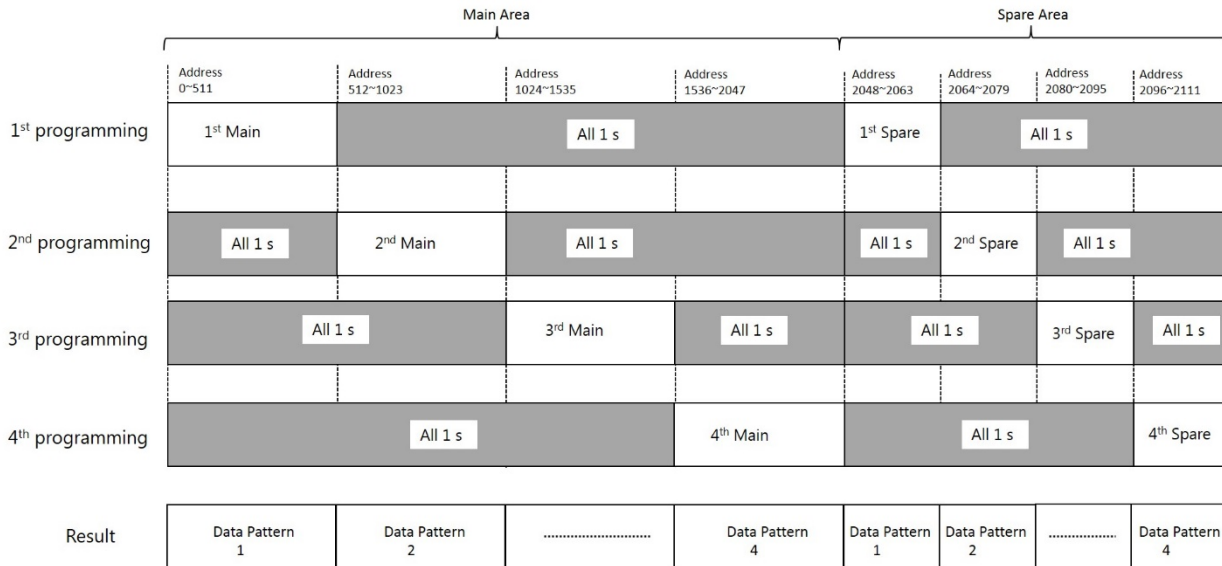 Main Area Spare Area
Address Address Address Address Address Address Address Address
0~511 512~1023 1024~1535 1536~2047 2048~2063 2064~2079 2080~2095 2096~2111
1st programming 1st Main All 1 s 1st Spare All 1 s
2nd programming All 1 s 2nd Main All 1 s All 1 s 2nd Spare All 1 s
3rd programming All 1 s 3rd Main All 1 s All 1 s 3rd Spare All 1 s
4th programming All 1 s 4th Main All 1 s 4th Spare
Result Data Pattern Data Pattern ............................ Data Pattern Data Pattern Data Pattern .................... Data Pattern
1 2 4 1 2 4